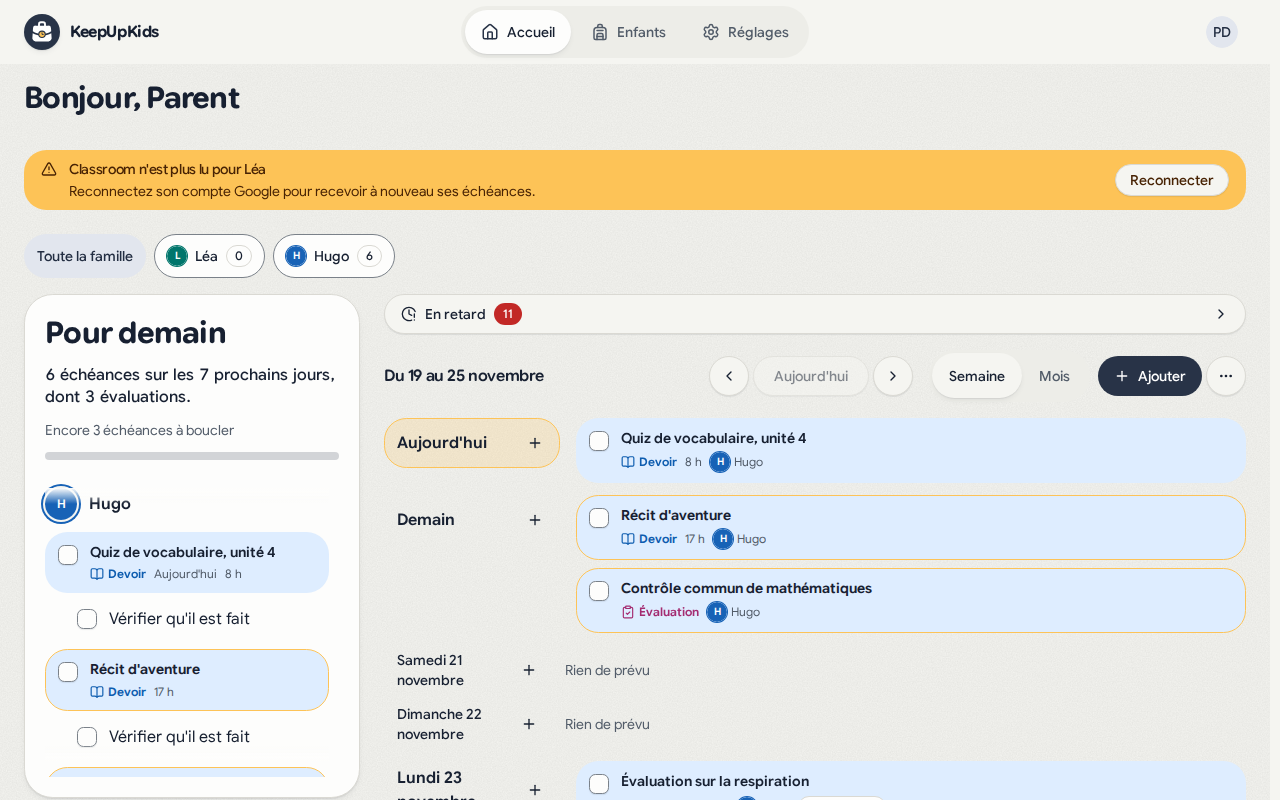 KeepUpKids
Accueil
Enfants
Réglages
PD
Bonjour, Parent
Classroom n'est plus lu pour Léa
Reconnectez son compte Google pour recevoir à nouveau ses échéances.
Reconnecter
Toute la famille
L Léa 0
H Hugo 6
Pour demain
6 échéances sur les 7 prochains jours,
dont 3 évaluations.
Encore 3 échéances à boucler
H Hugo
Quiz de vocabulaire, unité 4
Devoir Aujourd'hui 8 h
Vérifier qu'il est fait
Récit d'aventure
Devoir 17 h
Vérifier qu'il est fait
En retard 11
Du 19 au 25 novembre
Aujourd'hui
Semaine
Mois
Ajouter
Aujourd'hui
Quiz de vocabulaire, unité 4
Devoir 8 h H Hugo
Demain
Récit d'aventure
Devoir 17 h H Hugo
Contrôle commun de mathématiques
Évaluation H Hugo
Samedi 21
novembre
Rien de prévu
Dimanche 22
novembre
Rien de prévu
Lundi 23
novembre
Évaluation sur la respiration